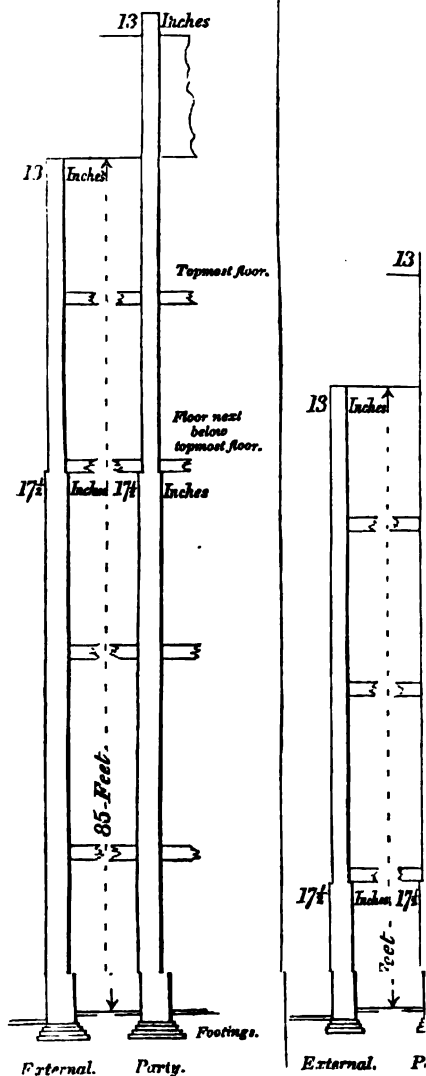 13 Inches
13 Inches
Topmost floor.
Floor next
below
topmost floor.
17½ Inches 17½ Inches
85 Feet
Footings.
External. Party.
13
13 Inches
17½ Inches 17½
Feet
External. P